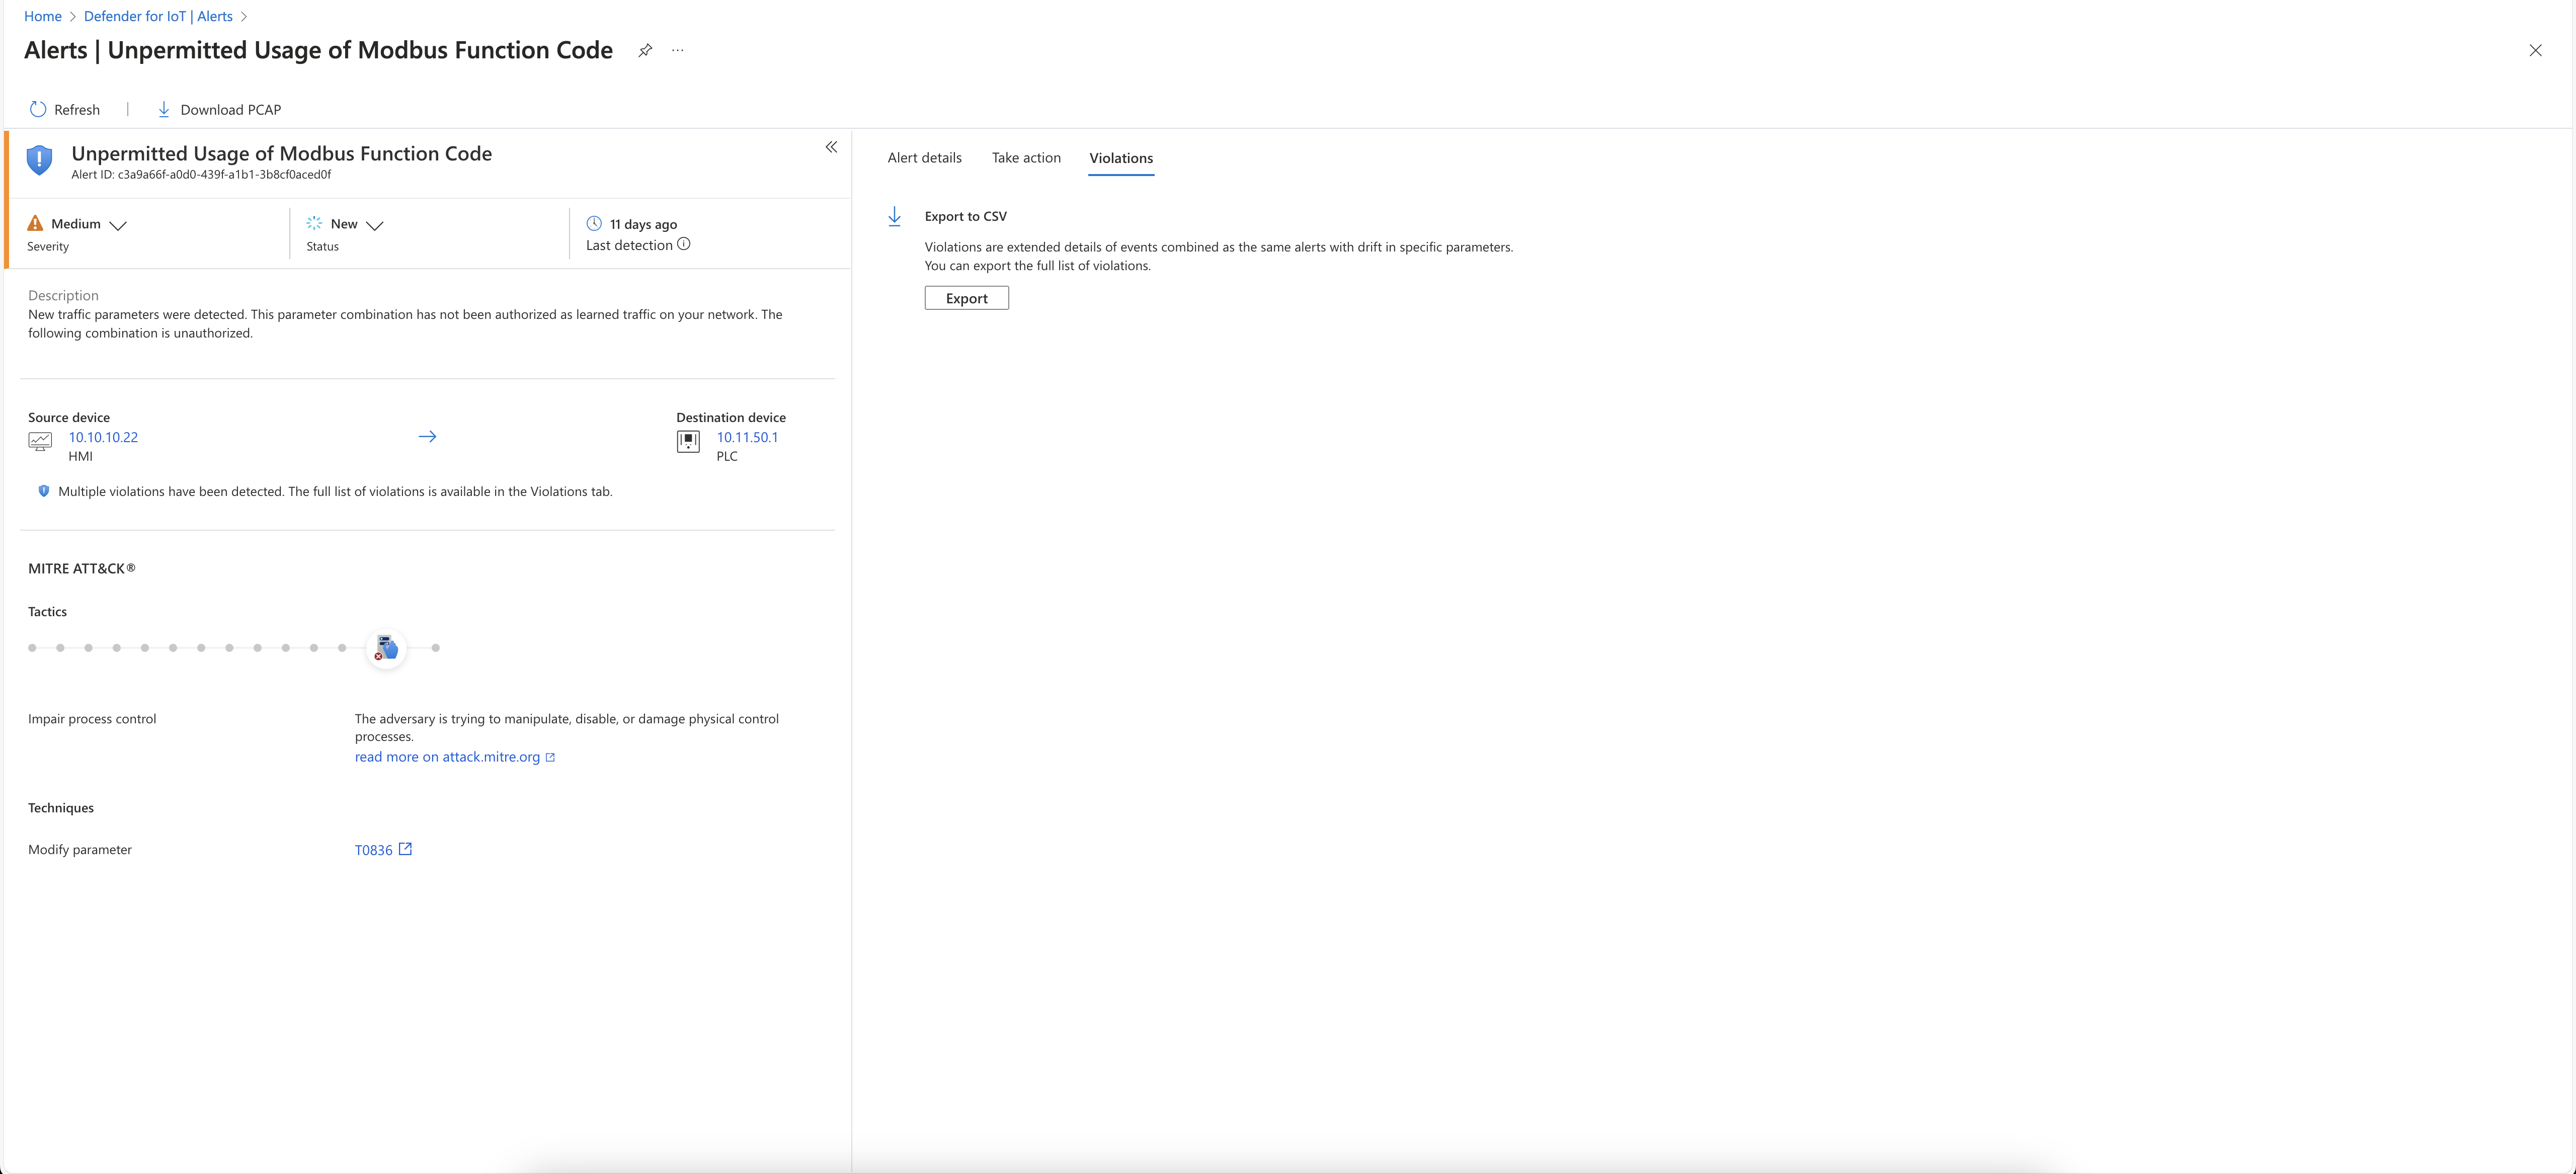 Home > Defender for IoT | Alerts >
Alerts | Unpermitted Usage of Modbus Function Code ···
Refresh | Download PCAP
Unpermitted Usage of Modbus Function Code
Alert ID: c3a9a66f-a0d0-439f-a1b1-3b8cf0aced0f
Medium
Severity
New
Status
11 days ago
Last detection
Description
New traffic parameters were detected. This parameter combination has not been authorized as learned traffic on your network. The
following combination is unauthorized.
Source device
10.10.10.22
HMI
Destination device
10.11.50.1
PLC
Multiple violations have been detected. The full list of violations is available in the Violations tab.
MITRE ATT&CK®
Tactics
Impair process control
The adversary is trying to manipulate, disable, or damage physical control
processes.
read more on attack.mitre.org
Techniques
Modify parameter
T0836
Alert details
Take action
Violations
Export to CSV
Violations are extended details of events combined as the same alerts with drift in specific parameters.
You can export the full list of violations.
Export